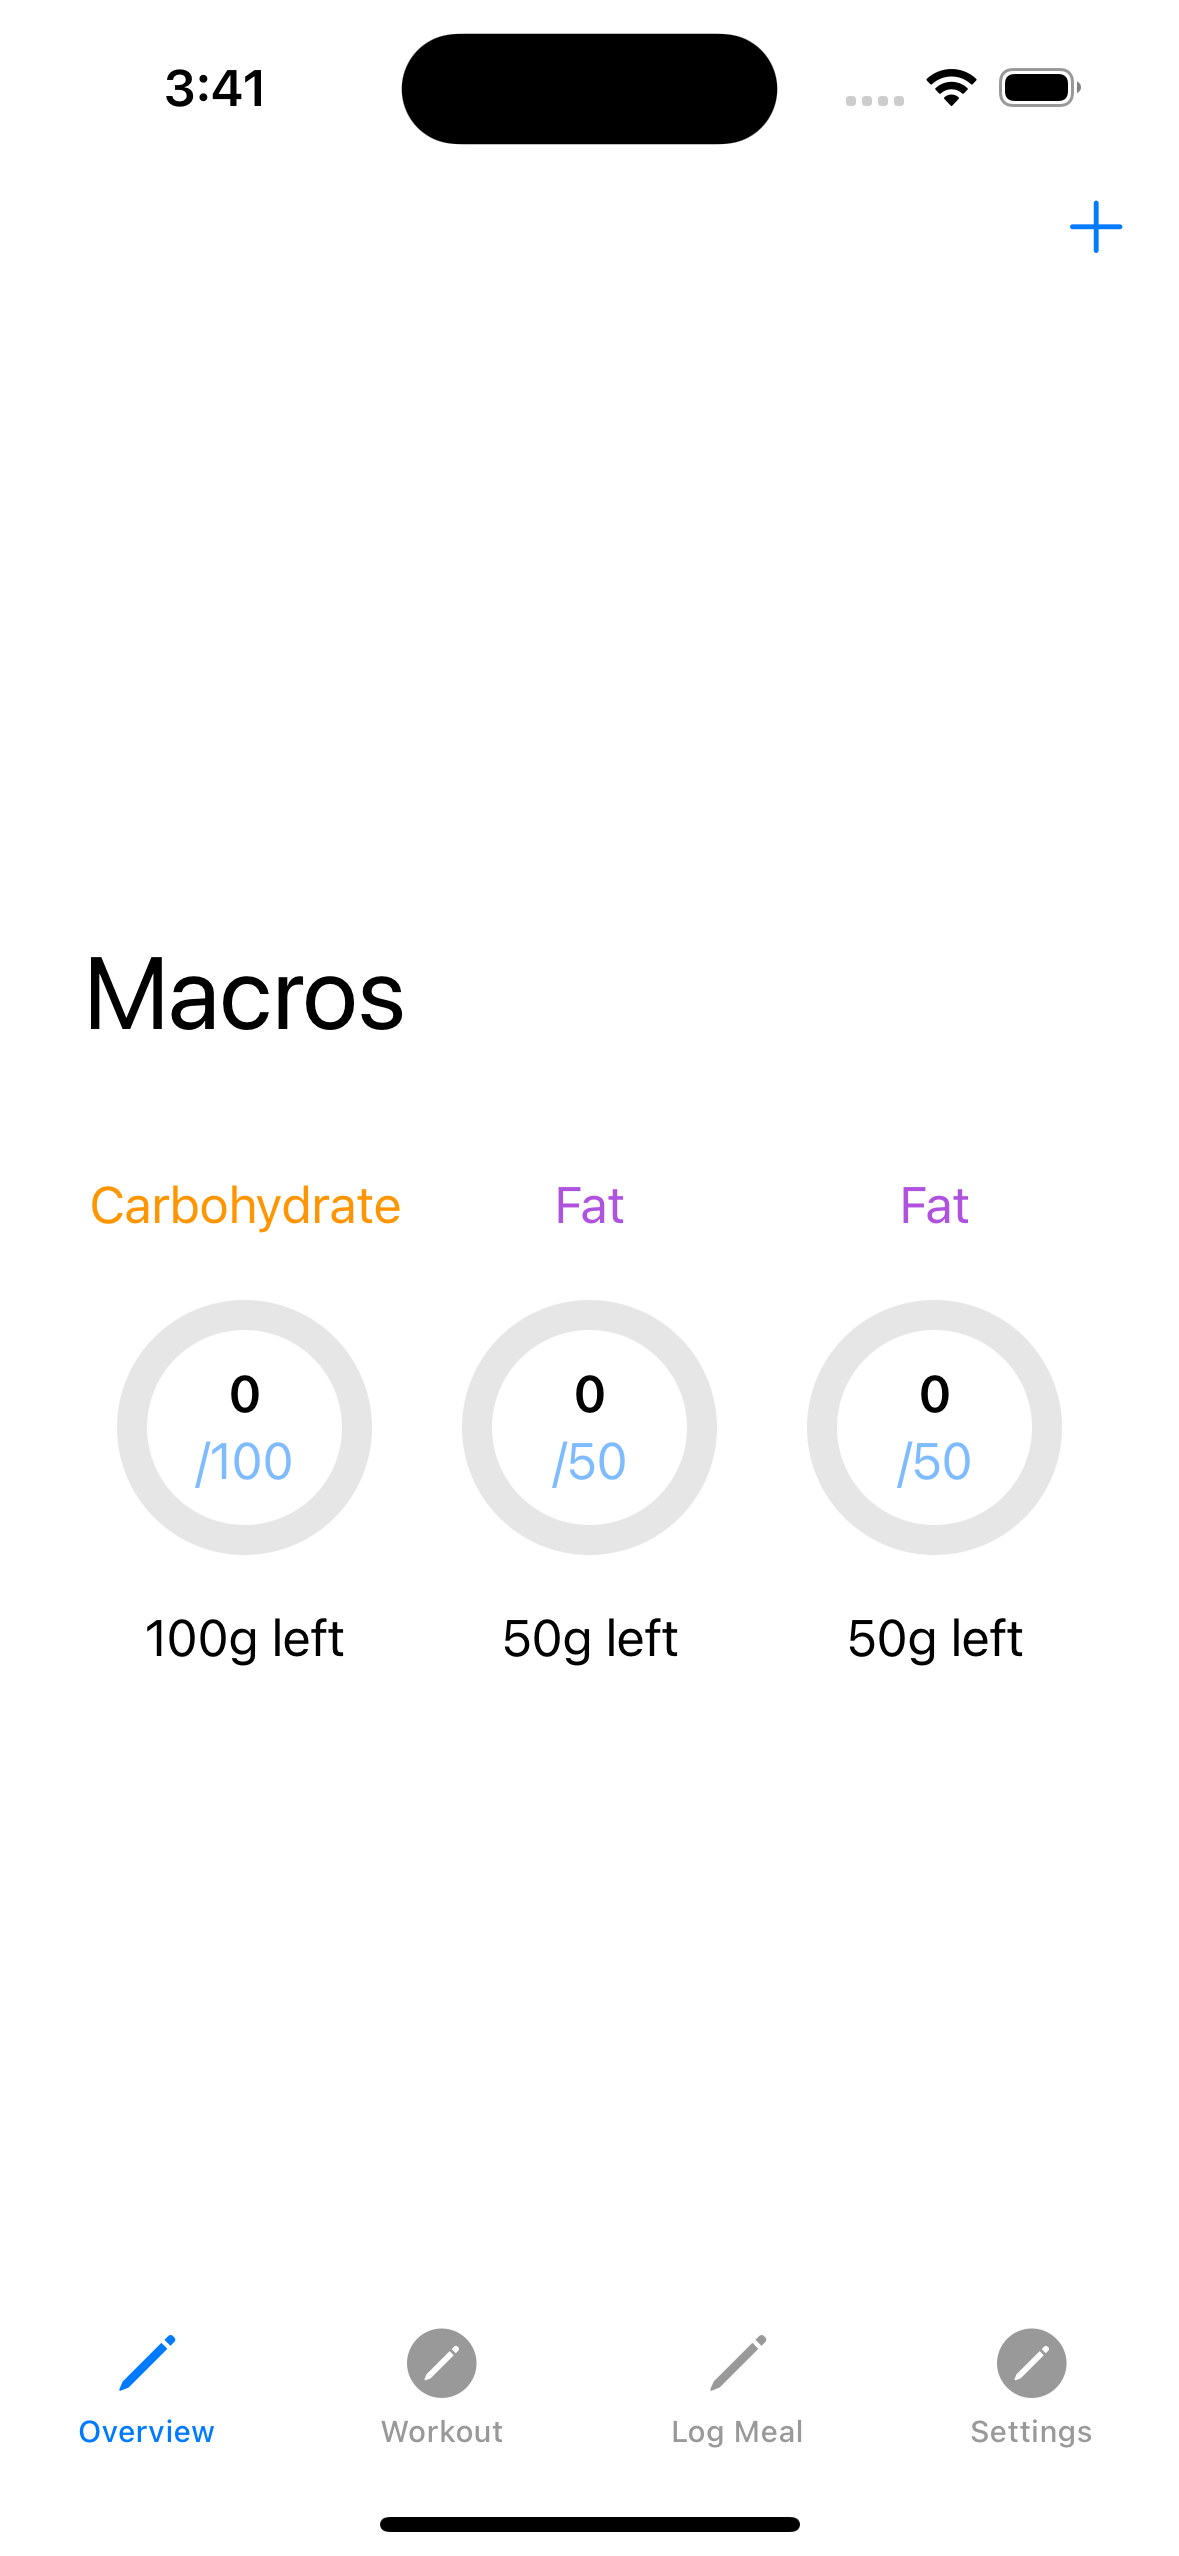 3:41
Macros
Carbohydrate Fat Fat
0 0 0
/100 /50 /50
100g left 50g left 50g left
Overview Workout Log Meal Settings